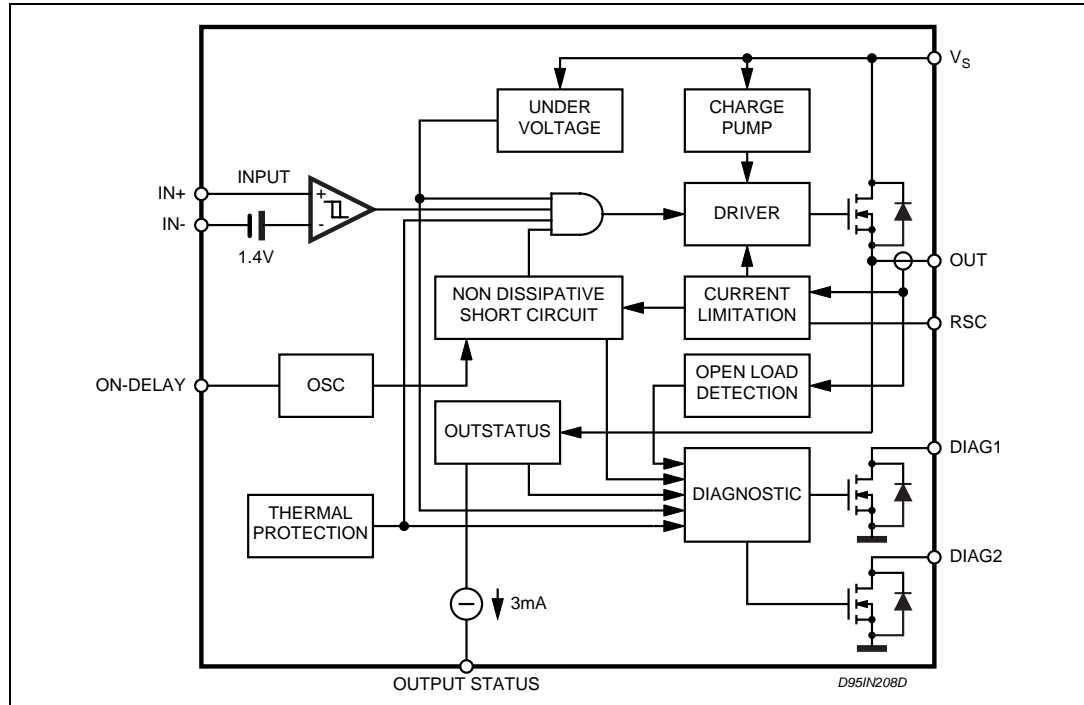 V_S
UNDER
VOLTAGE
CHARGE
PUMP
IN+
INPUT
+
IN-
-
1.4V
DRIVER
OUT
NON DISSIPATIVE
SHORT CIRCUIT
CURRENT
LIMITATION
RSC
ON-DELAY
OSC
OPEN LOAD
DETECTION
OUTSTATUS
DIAG1
DIAGNOSTIC
THERMAL
PROTECTION
DIAG2
3mA
OUTPUT STATUS
D95IN208D